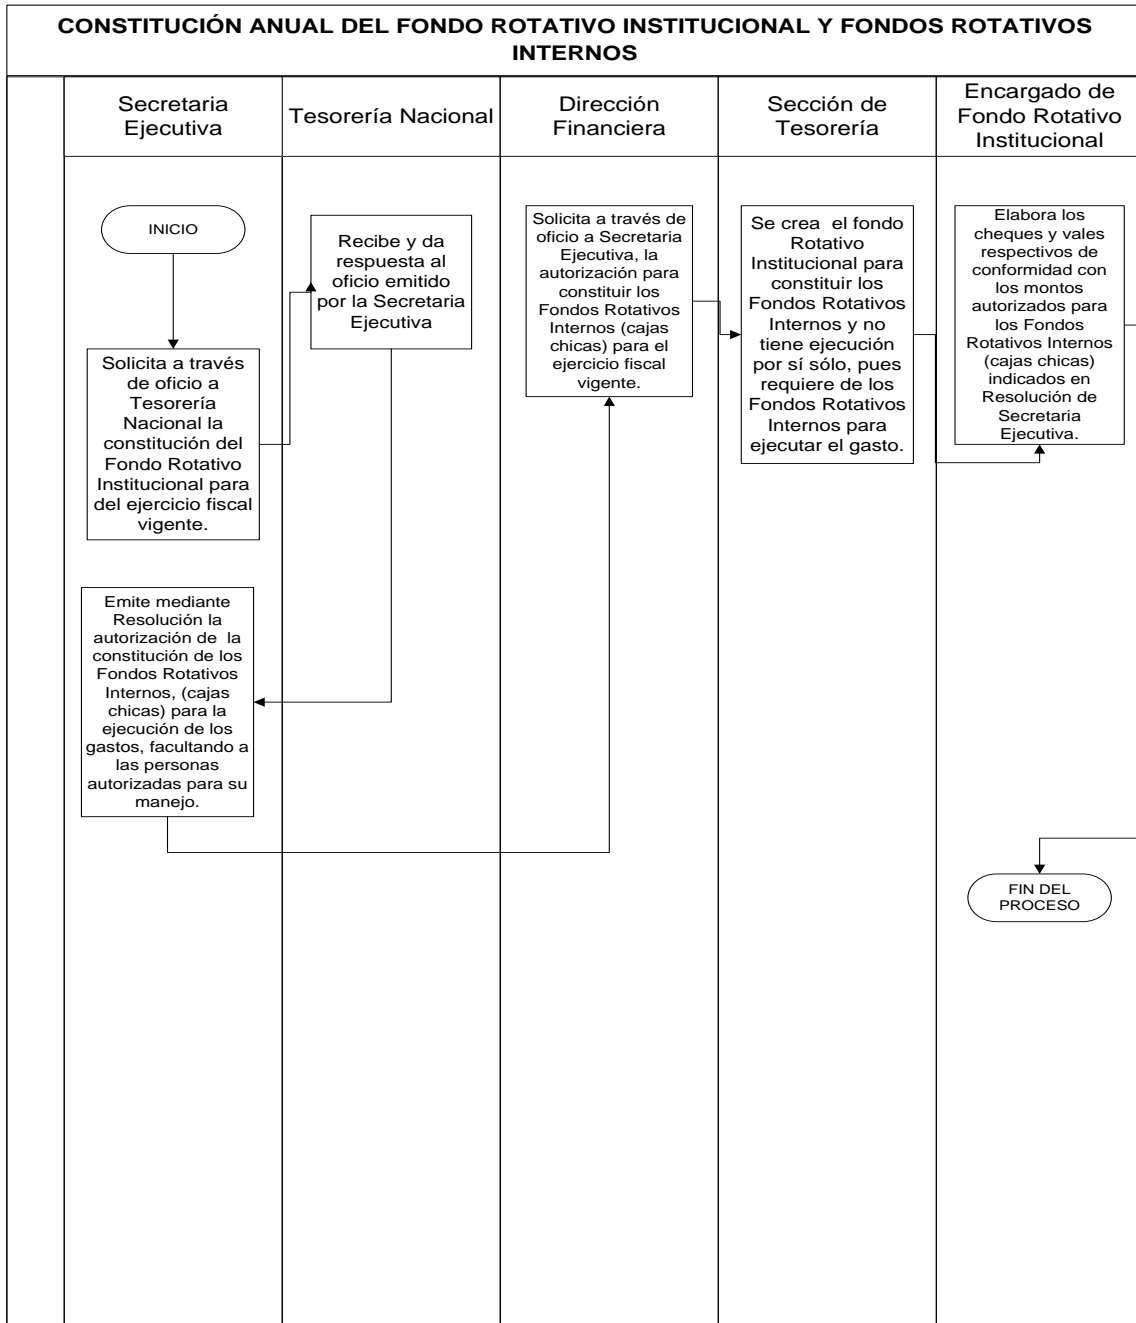 CONSTITUCIÓN ANUAL DEL FONDO ROTATIVO INSTITUCIONAL Y FONDOS ROTATIVOS
INTERNOS
Secretaria
Ejecutiva
Tesorería Nacional
Dirección
Financiera
Sección de
Tesorería
Encargado de
Fondo Rotativo
Institucional
INICIO
Solicita a través
de oficio a
Tesorería
Nacional la
constitución del
Fondo Rotativo
Institucional para
del ejercicio fiscal
vigente.
Recibe y da
respuesta al
oficio emitido
por la Secretaria
Ejecutiva
Emite mediante
Resolución la
autorización de  la
constitución de los
Fondos Rotativos
Internos, (cajas
chicas) para la
ejecución de los
gastos, facultando a
las personas
autorizadas para su
manejo.
Solicita a través de
oficio a Secretaria
Ejecutiva, la
autorización para
constituir los
Fondos Rotativos
Internos (cajas
chicas) para el
ejercicio fiscal
vigente.
Se crea  el fondo
Rotativo
Institucional para
constituir los
Fondos Rotativos
Internos y no
tiene ejecución
por sí sólo, pues
requiere de los
Fondos Rotativos
Internos para
ejecutar el gasto.
Elabora los
cheques y vales
respectivos de
conformidad con
los montos
autorizados para
los Fondos
Rotativos Internos
(cajas chicas)
indicados en
Resolución de
Secretaria
Ejecutiva.
FIN DEL
PROCESO